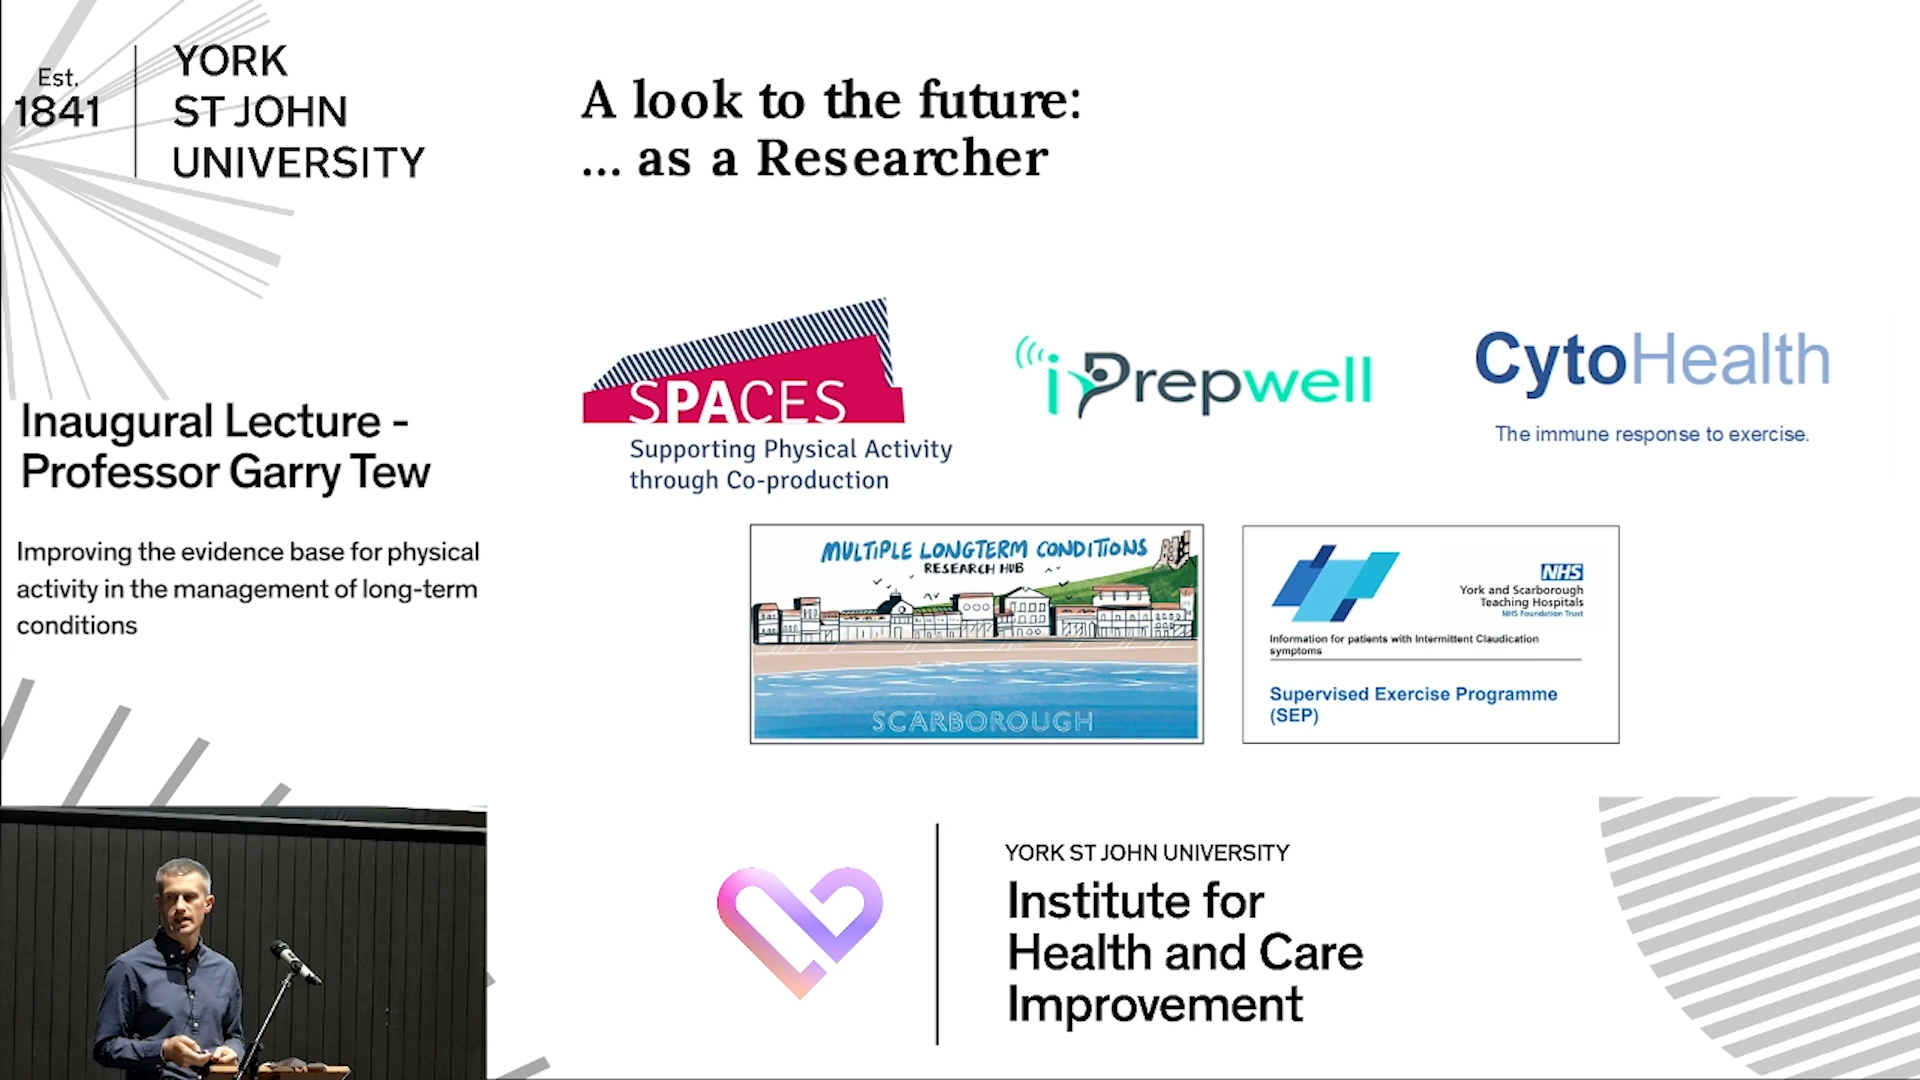 Est.
1841
YORK
ST JOHN
UNIVERSITY
Inaugural Lecture -
Professor Garry Tew
Improving the evidence base for physical
activity in the management of long-term
conditions
A look to the future:
... as a Researcher
SPACES
Supporting Physical Activity
through Co-production
iPrepwell
CytoHealth
The immune response to exercise.
MULTIPLE LONGTERM CONDITIONS
RESEARCH HUB
SCARBOROUGH
NHS
York and Scarborough
Teaching Hospitals
NHS Foundation Trust
Information for patients with Intermittent Claudication
symptoms
Supervised Exercise Programme
(SEP)
YORK ST JOHN UNIVERSITY
Institute for
Health and Care
Improvement